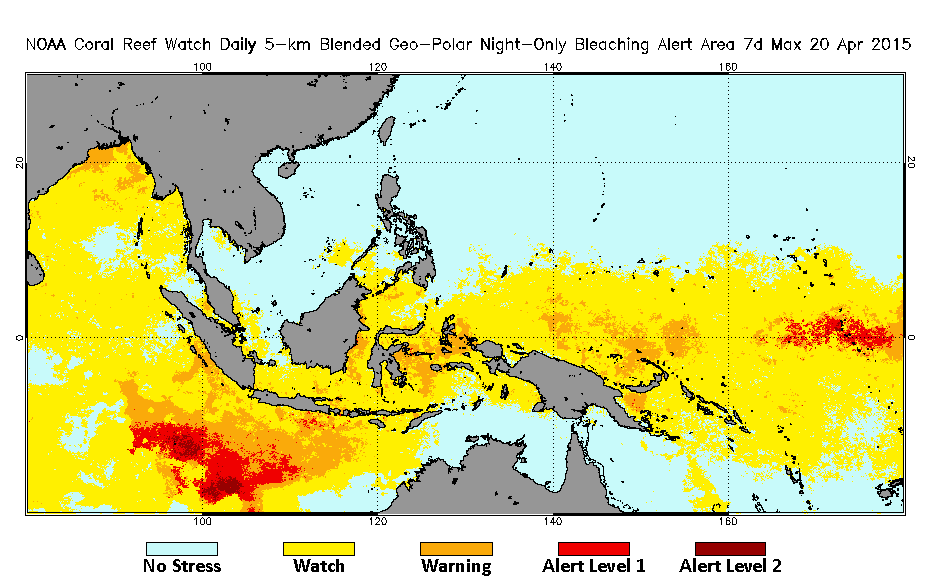 NOAA Coral Reef Watch Daily 5-km Blended Geo-Polar Night-Only Bleaching Alert Area 7d Max 20 Apr 2015
100 120 140 160
20 20
0 0
100 120 140 160
No Stress Watch Warning Alert Level 1 Alert Level 2